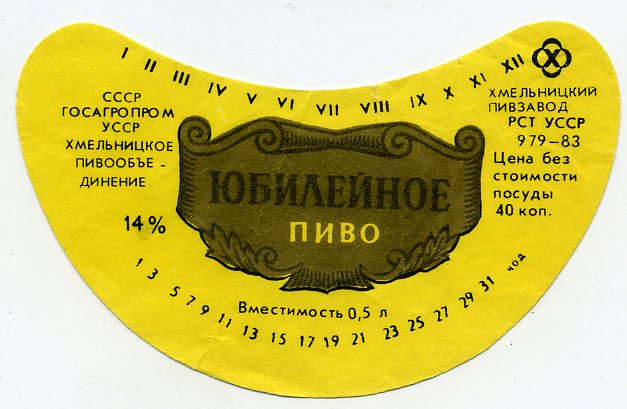 I II III IV V VI VII VIII IX X XI XII
СССР
ГОСАГРОПРОМ
УССР
ХМЕЛЬНИЦКОЕ
ПИВООБЪЕ -
ДИНЕНИЕ
14%
ЮБИЛЕЙНОЕ
ПИВО
ХМЕЛЬНИЦКИЙ
ПИВЗАВОД
РСТ УССР
979-83
Цена без
стоимости
посуды
40 коп.
Вместимость 0,5 л
1 3 5 7 9 11 13 15 17 19 21 23 25 27 29 31